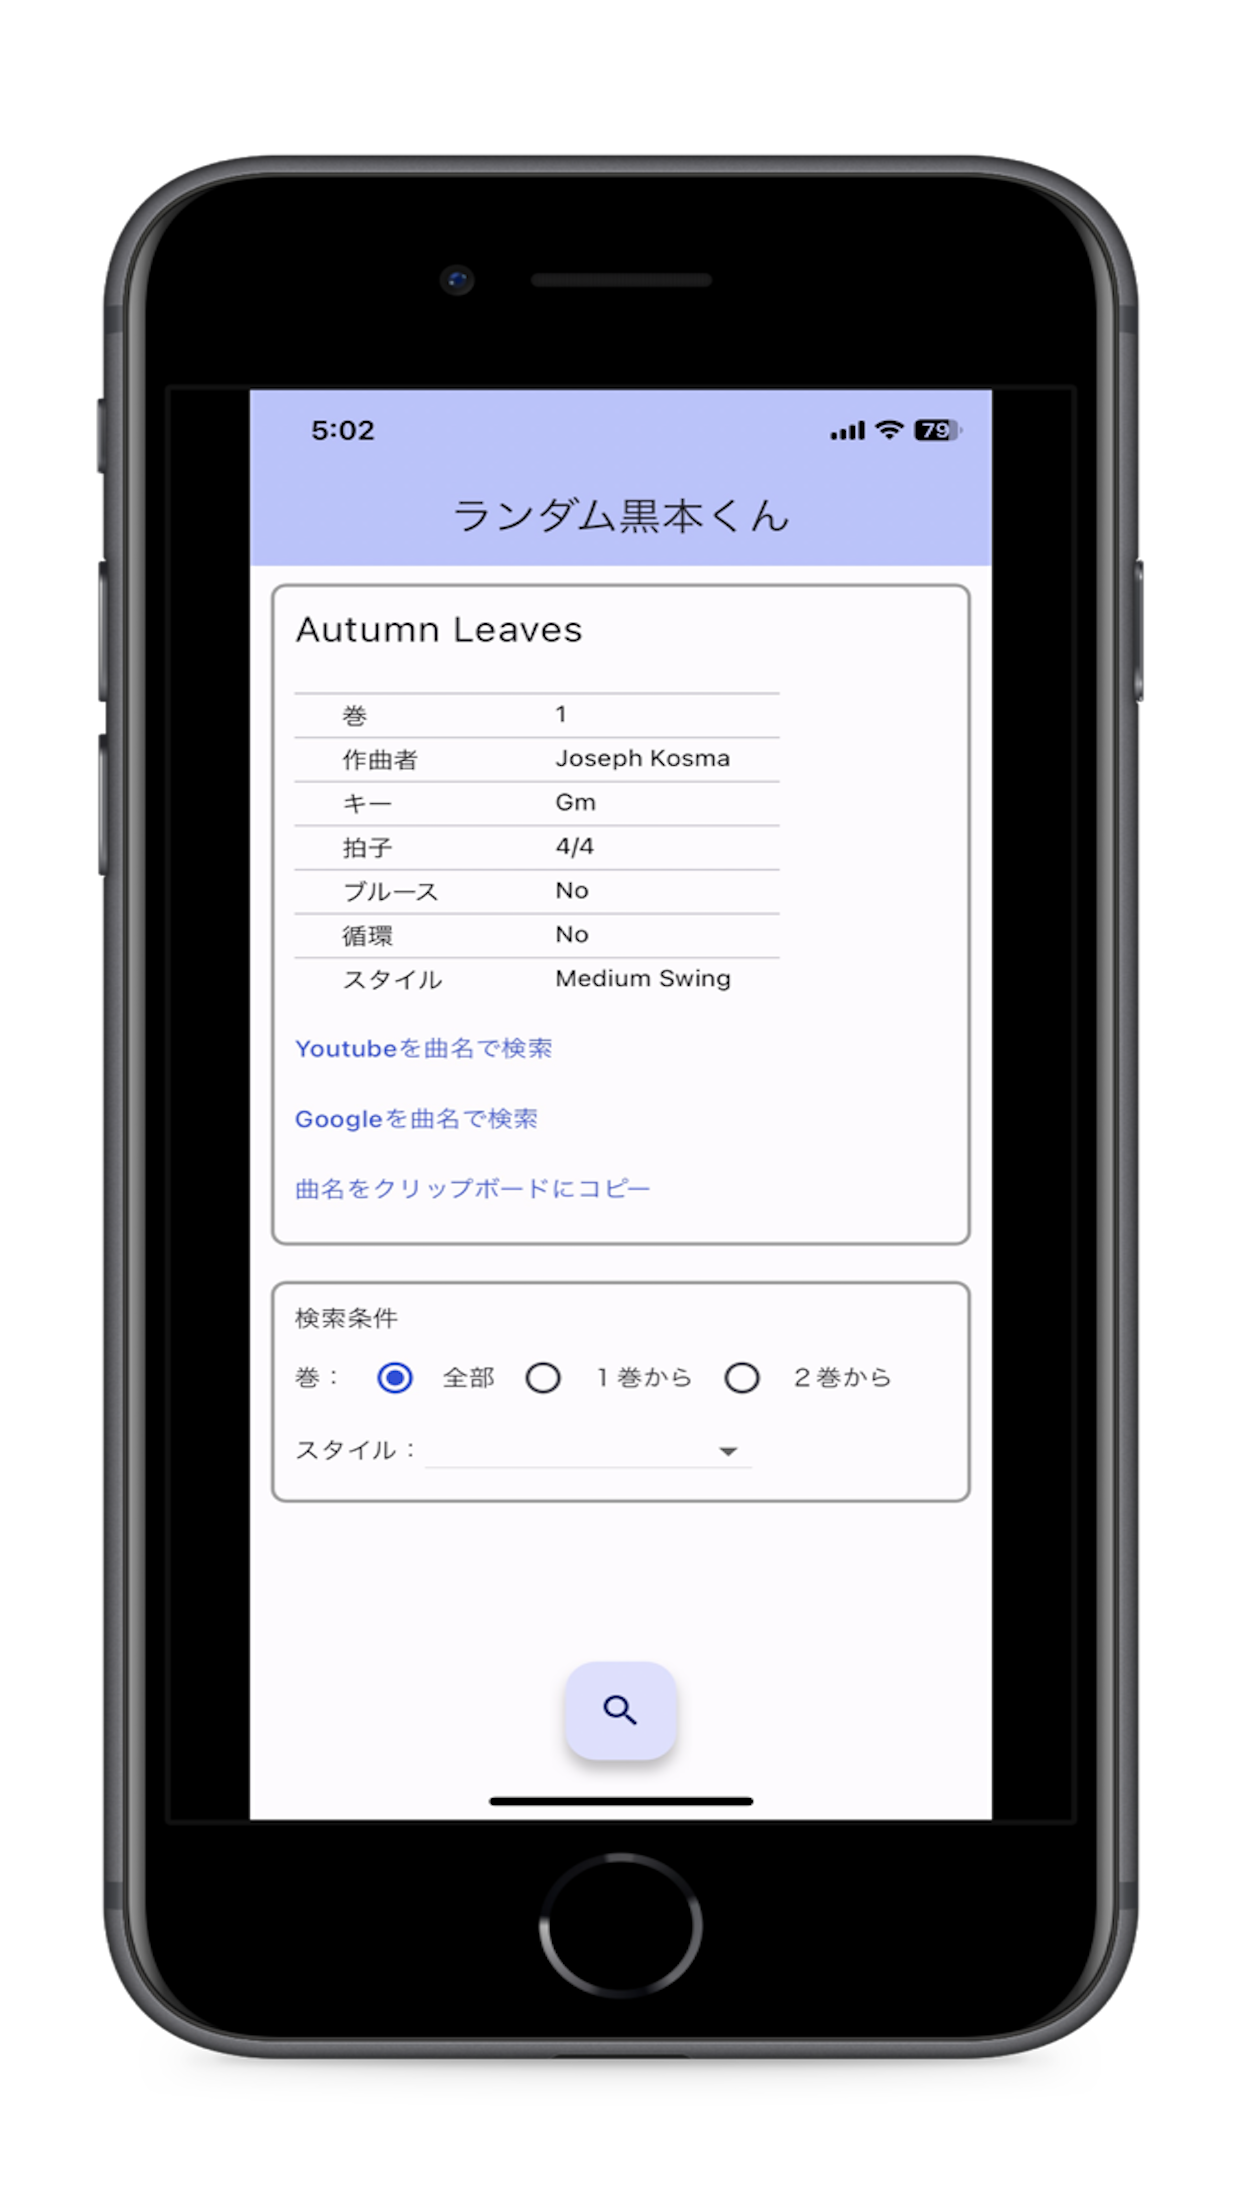 5:02
79
ランダム黒本くん
Autumn Leaves
巻 1
作曲者 Joseph Kosma
キー Gm
拍子 4/4
ブルース No
循環 No
スタイル Medium Swing
Youtubeを曲名で検索
Googleを曲名で検索
曲名をクリップボードにコピー
検索条件
巻： 全部 1巻から 2巻から
スタイル：